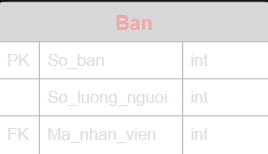 Ban
PK So_ban int
So_luong_nguoi int
FK Ma_nhan_vien int